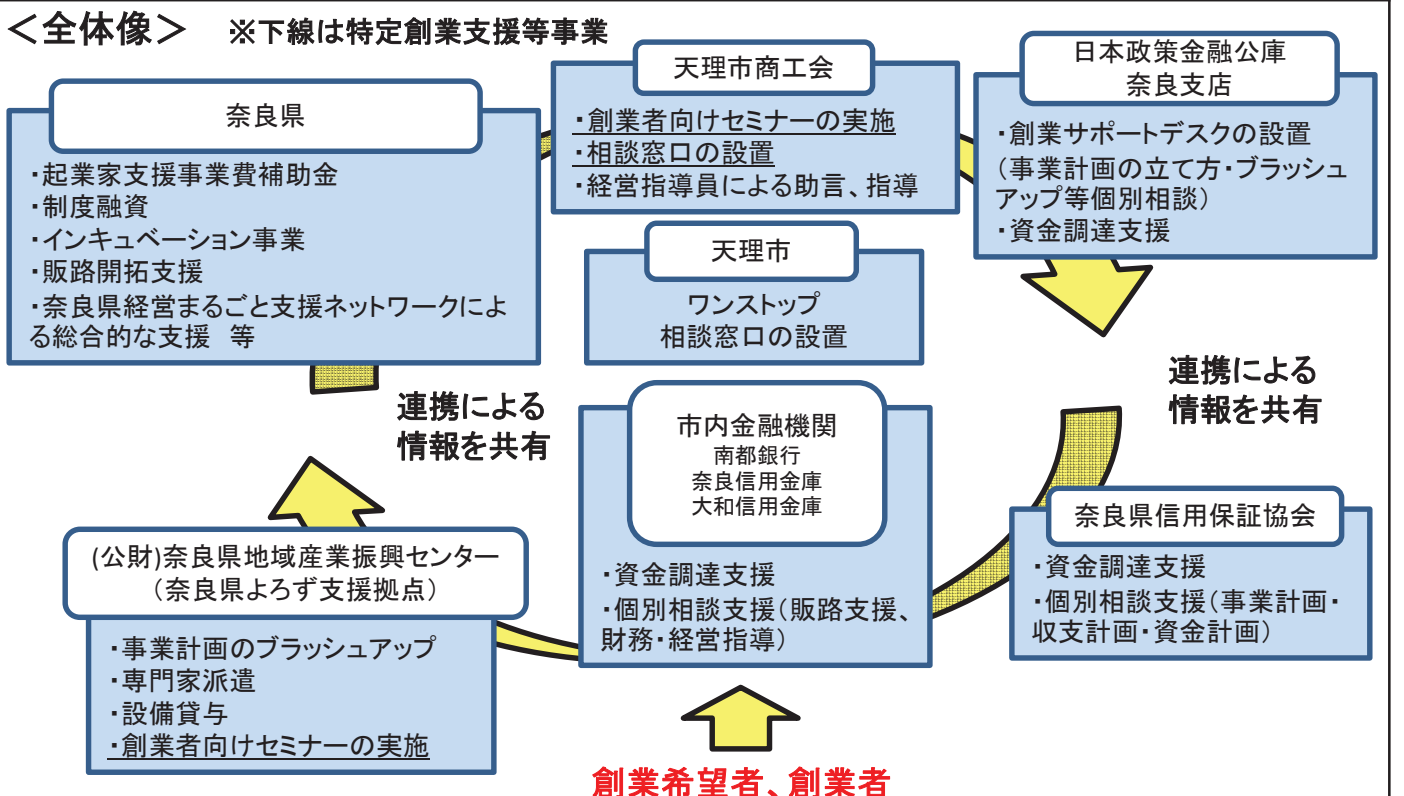 ＜全体像＞ ※下線は特定創業支援等事業
奈良県
・起業家支援事業費補助金
・制度融資
・インキュベーション事業
・販路開拓支援
・奈良県経営まるごと支援ネットワークによ
る総合的な支援 等
天理市商工会
・創業者向けセミナーの実施
・相談窓口の設置
・経営指導員による助言、指導
日本政策金融公庫
奈良支店
・創業サポートデスクの設置
（事業計画の立て方・ブラッシュ
アップ等個別相談）
・資金調達支援
天理市
ワンストップ
相談窓口の設置
連携による
情報を共有
連携による
情報を共有
市内金融機関
南都銀行
奈良信用金庫
大和信用金庫
・資金調達支援
・個別相談支援（販路支援、
財務・経営指導）
奈良県信用保証協会
・資金調達支援
・個別相談支援（事業計画・
収支計画・資金計画）
(公財)奈良県地域産業振興センター
（奈良県よろず支援拠点）
・事業計画のブラッシュアップ
・専門家派遣
・設備貸与
・創業者向けセミナーの実施
創業希望者、創業者